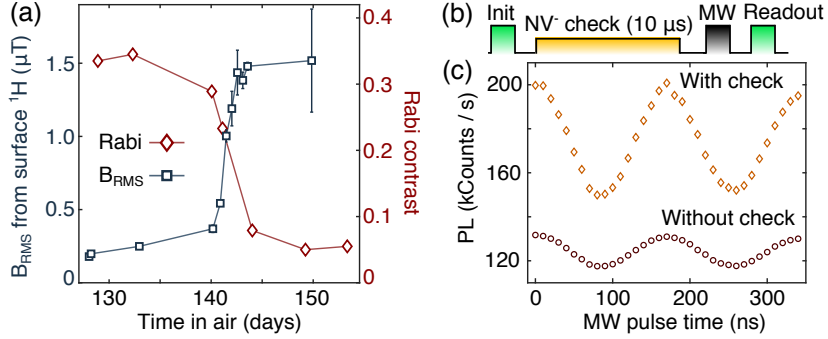 (a)
B_RMS from surface ¹H (µT)
1.5
1.0
0.5
0
Rabi
B_RMS
0.4
0.3
0.2
0.1
0
Rabi contrast
130
140
150
Time in air (days)
(b)
Init
NV⁻ check (10 µs)
MW
Readout
(c)
PL (kCounts / s)
200
160
120
With check
Without check
0
100
200
300
MW pulse time (ns)